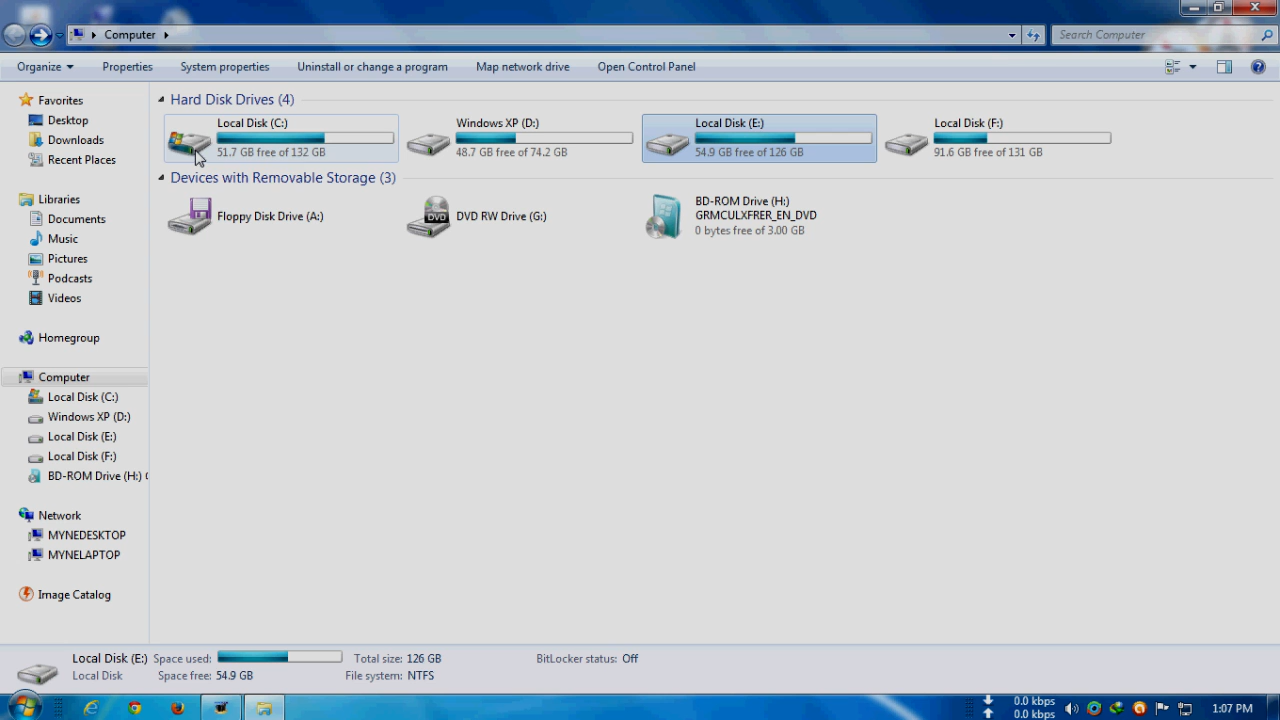 Computer
Search Computer
Organize
Properties
System properties
Uninstall or change a program
Map network drive
Open Control Panel
Favorites
Desktop
Downloads
Recent Places
Libraries
Documents
Music
Pictures
Podcasts
Videos
Homegroup
Computer
Local Disk (C:)
Windows XP (D:)
Local Disk (E:)
Local Disk (F:)
BD-ROM Drive (H:) G
Network
MYNEDESKTOP
MYNELAPTOP
Image Catalog
Hard Disk Drives (4)
Local Disk (C:)
51.7 GB free of 132 GB
Windows XP (D:)
48.7 GB free of 74.2 GB
Local Disk (E:)
54.9 GB free of 126 GB
Local Disk (F:)
91.6 GB free of 131 GB
Devices with Removable Storage (3)
Floppy Disk Drive (A:)
DVD
DVD RW Drive (G:)
BD-ROM Drive (H:)
GRMCULXFRER_EN_DVD
0 bytes free of 3.00 GB
Local Disk (E:)
Local Disk
Space used:
Space free: 54.9 GB
Total size: 126 GB
File system: NTFS
BitLocker status: Off
0.0 kbps
0.0 kbps
1:07 PM